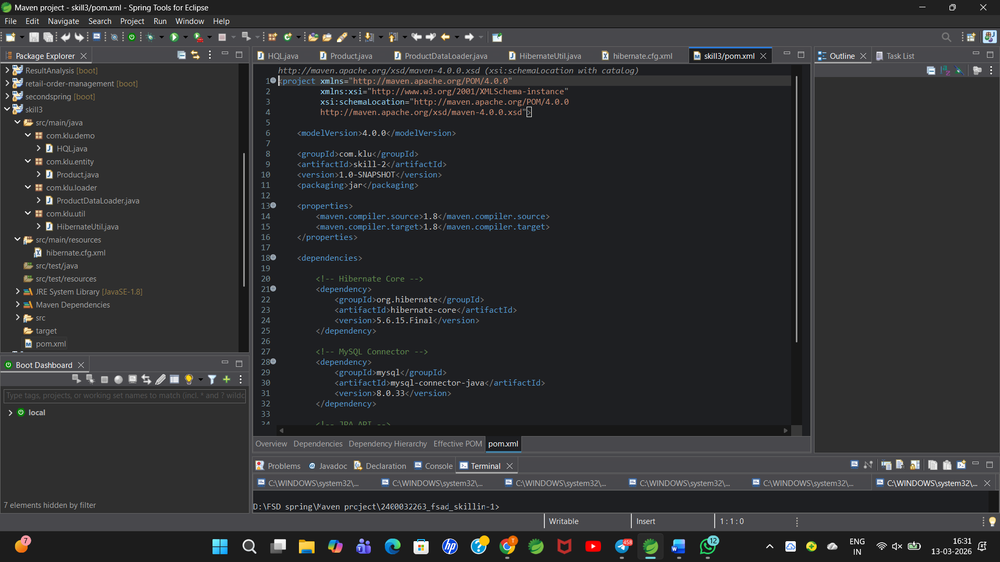 Maven project - skill3/pom.xml - Spring Tools for Eclipse
File Edit Navigate Search Project Run Window Help
Package Explorer
ResultAnalysis [boot]
retail-order-management [boot]
secondspring [boot]
skill3
src/main/java
com.klu.demo
HQL.java
com.klu.entity
Product.java
com.klu.loader
ProductDataLoader.java
com.klu.util
HibernateUtil.java
src/main/resources
hibernate.cfg.xml
src/test/java
src/test/resources
JRE System Library [JavaSE-1.8]
Maven Dependencies
src
target
pom.xml
Boot Dashboard
Type tags, projects, or working set names to match (incl. * and ? wildc
local
7 elements hidden by filter
HQL.java Product.java ProductDataLoader.java HibernateUtil.java hibernate.cfg.xml skill3/pom.xml
http://maven.apache.org/xsd/maven-4.0.0.xsd (xsi:schemaLocation with catalog)
1 <project xmlns="http://maven.apache.org/POM/4.0.0"
2 xmlns:xsi="http://www.w3.org/2001/XMLSchema-instance"
3 xsi:schemaLocation="http://maven.apache.org/POM/4.0.0
4 http://maven.apache.org/xsd/maven-4.0.0.xsd">
5
6 <modelVersion>4.0.0</modelVersion>
7
8 <groupId>com.klu</groupId>
9 <artifactId>skill-2</artifactId>
10 <version>1.0-SNAPSHOT</version>
11 <packaging>jar</packaging>
12
13 <properties>
14 <maven.compiler.source>1.8</maven.compiler.source>
15 <maven.compiler.target>1.8</maven.compiler.target>
16 </properties>
17
18 <dependencies>
19
20 <!-- Hibernate Core -->
21 <dependency>
22 <groupId>org.hibernate</groupId>
23 <artifactId>hibernate-core</artifactId>
24 <version>5.6.15.Final</version>
25 </dependency>
26
27 <!-- MySQL Connector -->
28 <dependency>
29 <groupId>mysql</groupId>
30 <artifactId>mysql-connector-java</artifactId>
31 <version>8.0.33</version>
32 </dependency>
33
34 <!-- JPA API -->
Overview Dependencies Dependency Hierarchy Effective POM pom.xml
Outline Task List
Problems Javadoc Declaration Console Terminal
C:\WINDOWS\system32\... C:\WINDOWS\system32\... C:\WINDOWS\system32\... C:\WINDOWS\system32\... C:\WINDOWS\system32\... C:\WINDOWS\system32\...
D:\FSD spring\Maven project\2400032263_fsad_skillin-1>
Writable Insert 1 : 1 : 0
7
hp
T
458
12
ENG
IN
16:31
13-03-2026